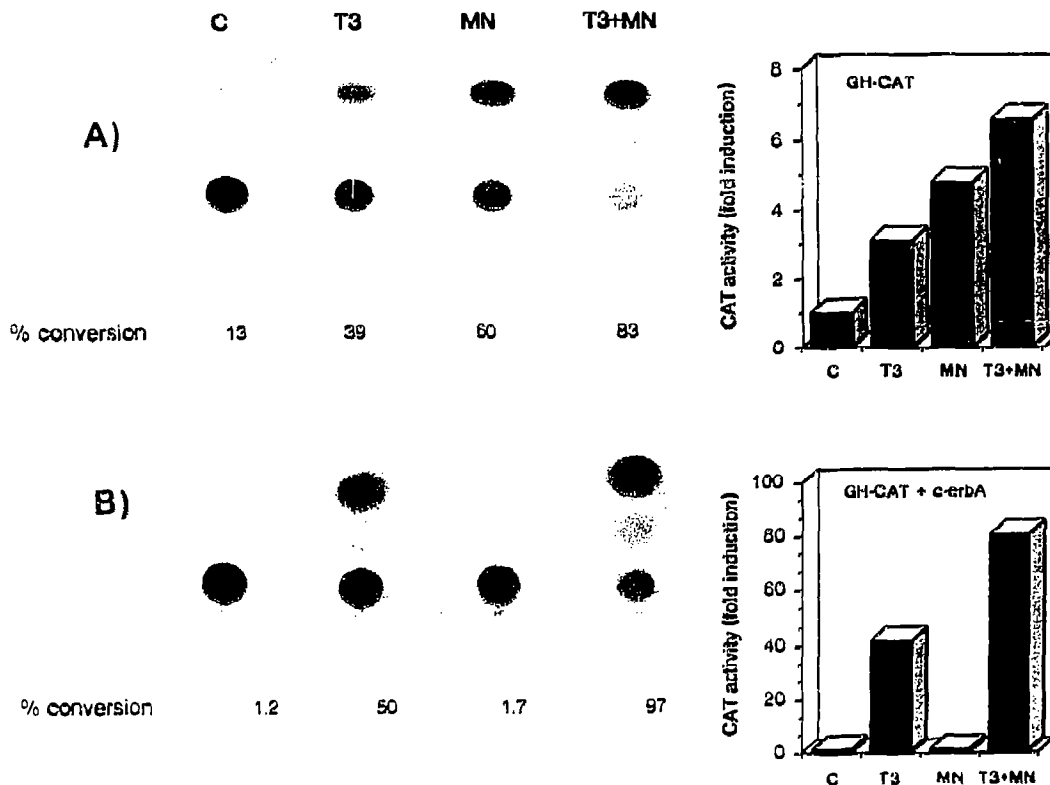 C T3 MN T3+MN
A)
% conversion 13 39 60 83
CAT activity (fold induction)
8
6
4
2
0
GH-CAT
C T3 MN T3+MN
B)
% conversion 1.2 50 1.7 97
CAT activity (fold induction)
100
80
60
40
20
0
GH-CAT + c-erbA
C T3 MN T3+MN